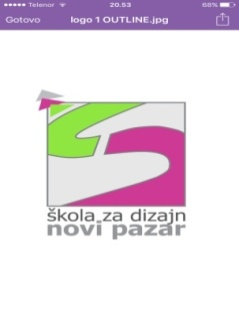 Telenor 20.53 68%
Gotovo logo 1 OUTLINE.jpg
škola za dizajn
novi pazar